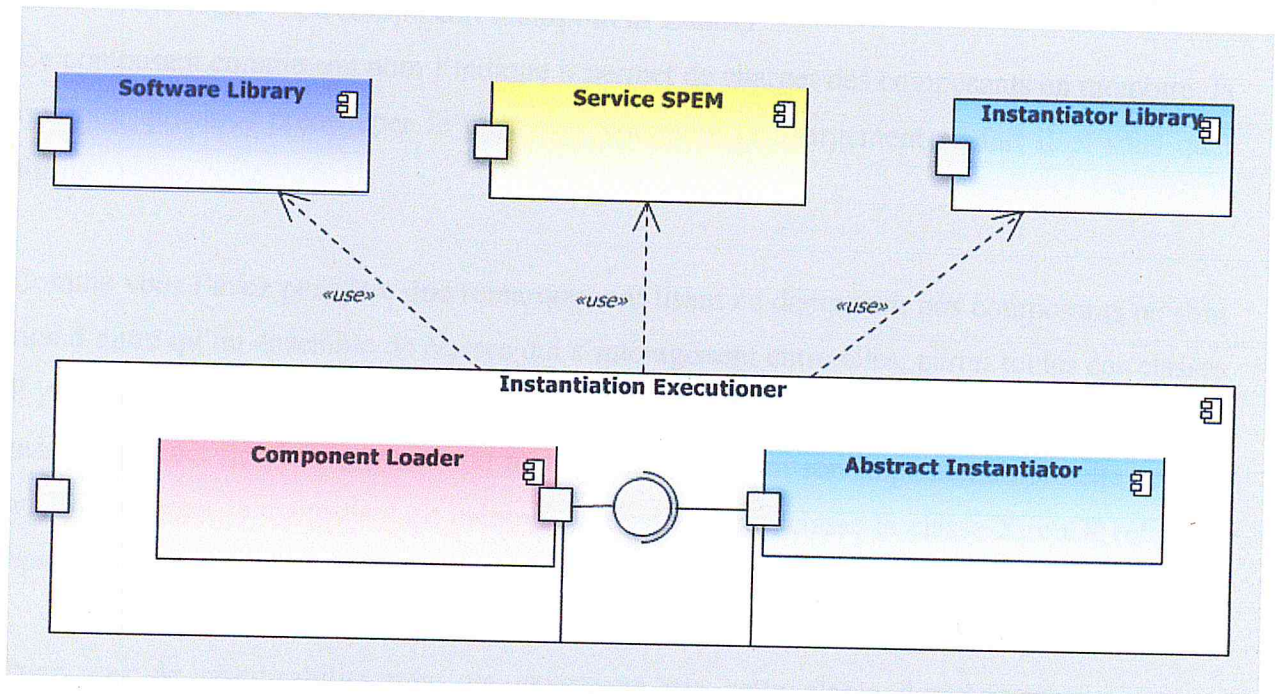 Software Library
Service SPEM
Instantiator Library
«use»
«use»
«use»
Instantiation Executioner
Component Loader
Abstract Instantiator